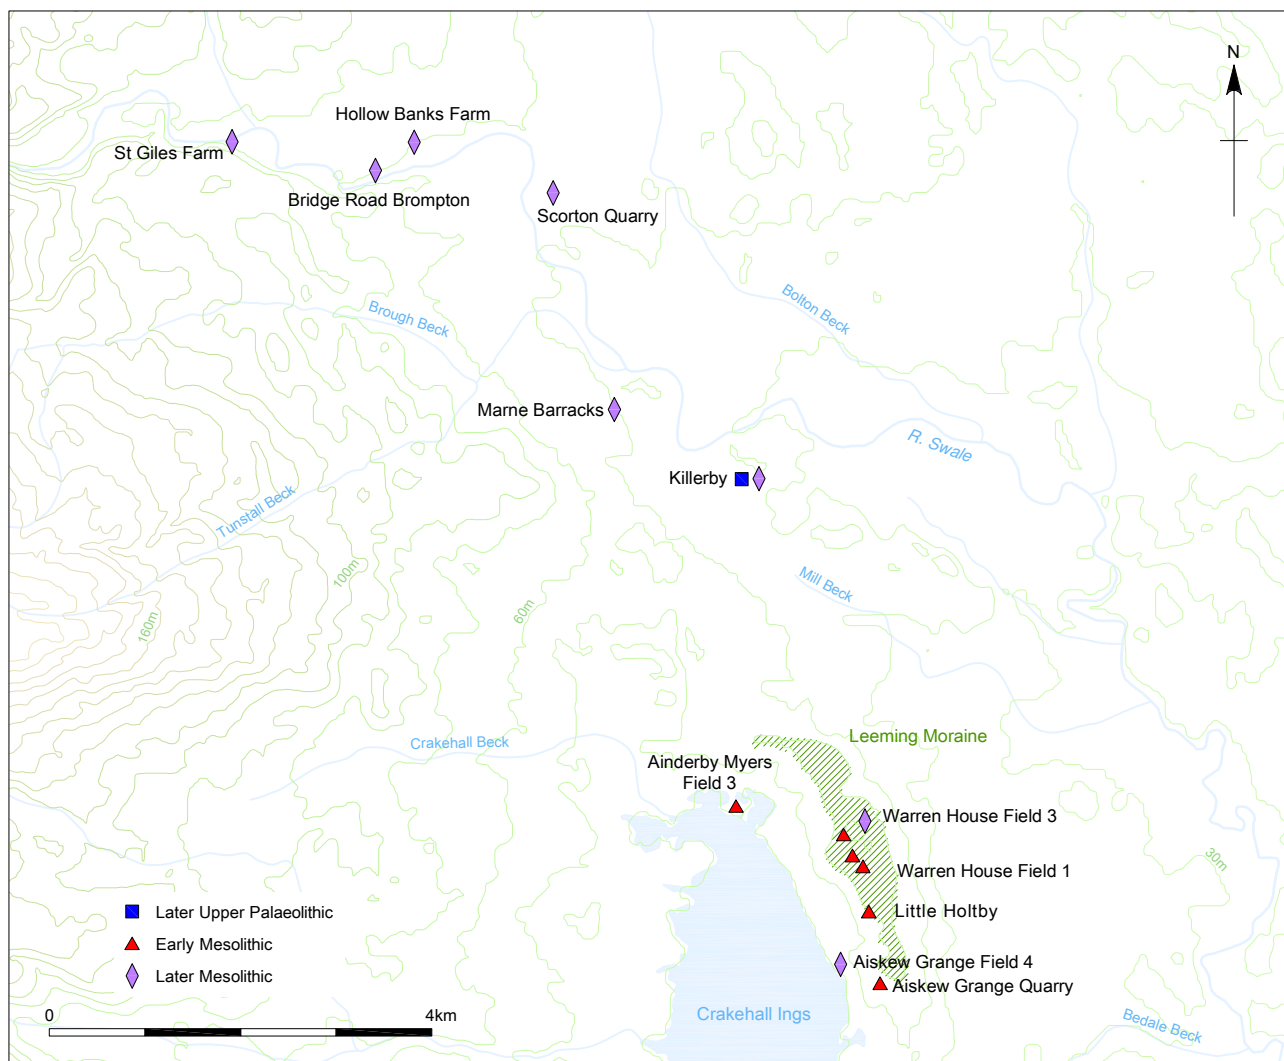 N
Hollow Banks Farm
St Giles Farm
Bridge Road Brompton
Scorton Quarry
Bolton Beck
Brough Beck
Marne Barracks
R. Swale
Killerby
Tunstall Beck
Mill Beck
100m
60m
160m
Leeming Moraine
Crakehall Beck
Ainderby Myers
Field 3
Warren House Field 3
30m
Warren House Field 1
Little Holtby
Later Upper Palaeolithic
Early Mesolithic
Later Mesolithic
Aiskew Grange Field 4
Aiskew Grange Quarry
Crakehall Ings
Bedale Beck
0
4km